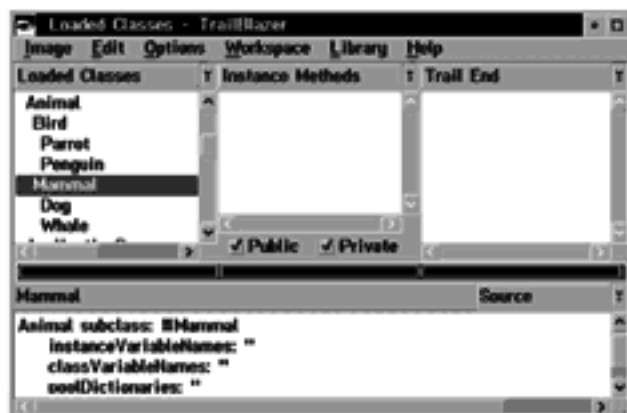 Loaded Classes - TrailBlazer
Image Edit Options Workspace Library Help
Loaded Classes Instance Methods Trail End
Animal
Bird
Parrot
Penguin
Mammal
Dog
Whale
Public Private
Mammal Source
Animal subclass: #Mammal
instanceVariableNames: ''
classVariableNames: ''
poolDictionaries: ''